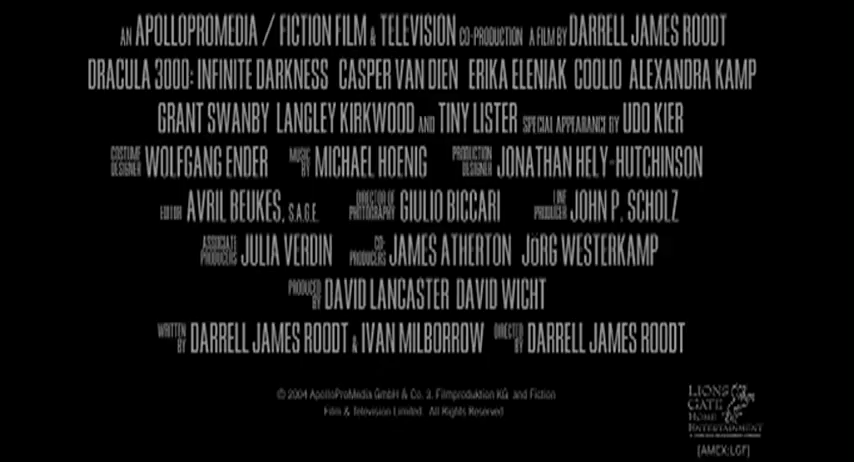 AN APOLLOPROMEDIA / FICTION FILM & TELEVISION CO-PRODUCTION A FILM BY DARRELL JAMES ROODT
DRACULA 3000: INFINITE DARKNESS CASPER VAN DIEN ERIKA ELENIAK COOLIO ALEXANDRA KAMP
GRANT SWANBY LANGLEY KIRKWOOD AND TINY LISTER SPECIAL APPEARANCE BY UDO KIER
COSTUME DESIGNER WOLFGANG ENDER MUSIC BY MICHAEL HOENIG PRODUCTION DESIGNER JONATHAN HELY-HUTCHINSON
EDITOR AVRIL BEUKES, S.A.G.E. DIRECTOR OF PHOTOGRAPHY GIULIO BICCARI LINE PRODUCER JOHN P. SCHOLZ
ASSOCIATE PRODUCERS JULIA VERDIN CO-PRODUCERS JAMES ATHERTON JÖRG WESTERKAMP
PRODUCED BY DAVID LANCASTER DAVID WICHT
WRITTEN BY DARRELL JAMES ROODT & IVAN MILBORROW DIRECTED BY DARRELL JAMES ROODT
© 2004 ApolloProMedia GmbH & Co. 3. Filmproduktion KG and Fiction
Film & Television Limited. All Rights Reserved
LIONS
GATE
HOME
ENTERTAINMENT
[AMEX:LGF]